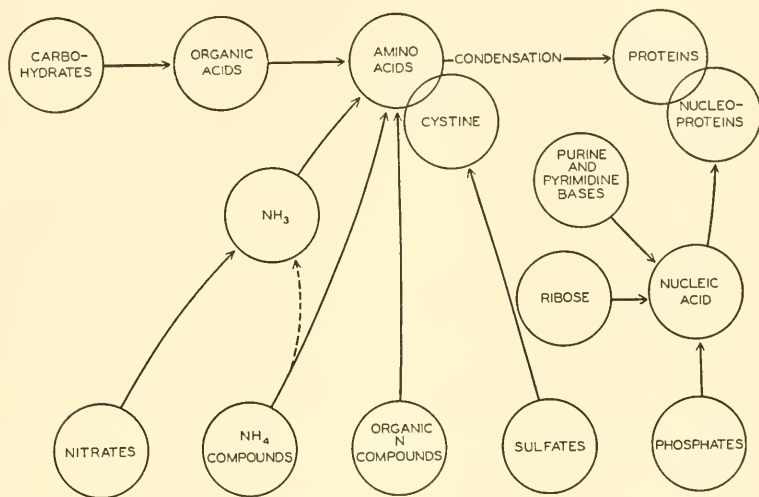 CARBO-
HYDRATES
ORGANIC
ACIDS
AMINO
ACIDS
CONDENSATION
PROTEINS
CYSTINE
NUCLEO-
PROTEINS
PURINE
AND
PYRIMIDINE
BASES
NH₃
RIBOSE
NUCLEIC
ACID
NITRATES
NH₄
COMPOUNDS
ORGANIC
N
COMPOUNDS
SULFATES
PHOSPHATES